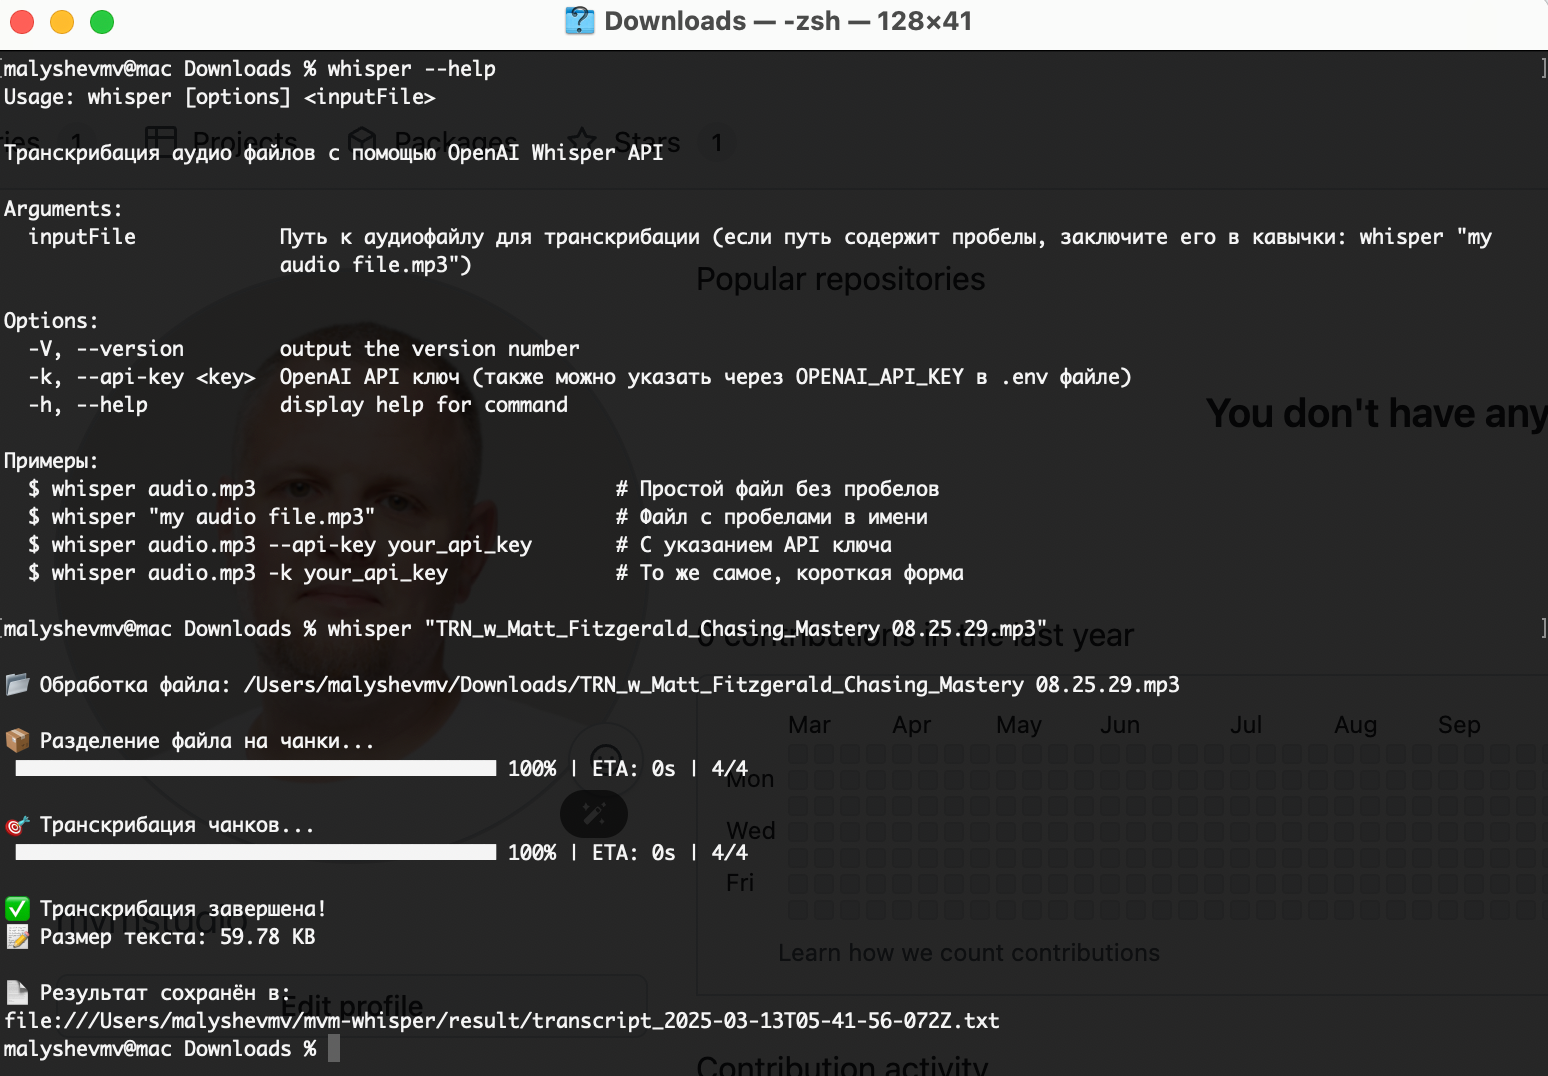 Downloads — -zsh — 128×41
malyshevmv@mac Downloads % whisper --help
Usage: whisper [options] <inputFile>
ies 1 Projects Packages Stars 1
Транскрибация аудио файлов с помощью OpenAI Whisper API
Arguments:
inputFile Путь к аудиофайлу для транскрибации (если путь содержит пробелы, заключите его в кавычки: whisper "my
audio file.mp3")
Popular repositories
Options:
-V, --version output the version number
-k, --api-key <key> OpenAI API ключ (также можно указать через OPENAI_API_KEY в .env файле)
-h, --help display help for command
You don't have any
Примеры:
$ whisper audio.mp3 # Простой файл без пробелов
$ whisper "my audio file.mp3" # Файл с пробелами в имени
$ whisper audio.mp3 --api-key your_api_key # С указанием API ключа
$ whisper audio.mp3 -k your_api_key # То же самое, короткая форма
malyshevmv@mac Downloads % whisper "TRN_w_Matt_Fitzgerald_Chasing_Mastery 08.25.29.mp3"
0 contributions in the last year
Обработка файла: /Users/malyshevmv/Downloads/TRN_w_Matt_Fitzgerald_Chasing_Mastery 08.25.29.mp3
Mar Apr May Jun Jul Aug Sep
Разделение файла на чанки...
100% | ETA: 0s | 4/4
Mon
Транскрибация чанков...
Wed
100% | ETA: 0s | 4/4
Fri
Транскрибация завершена!
mvmstudio
Размер текста: 59.78 KB
Learn how we count contributions
Результат сохранён в:
Edit profile
file:///Users/malyshevmv/mvm-whisper/result/transcript_2025-03-13T05-41-56-072Z.txt
malyshevmv@mac Downloads %
Contribution activity